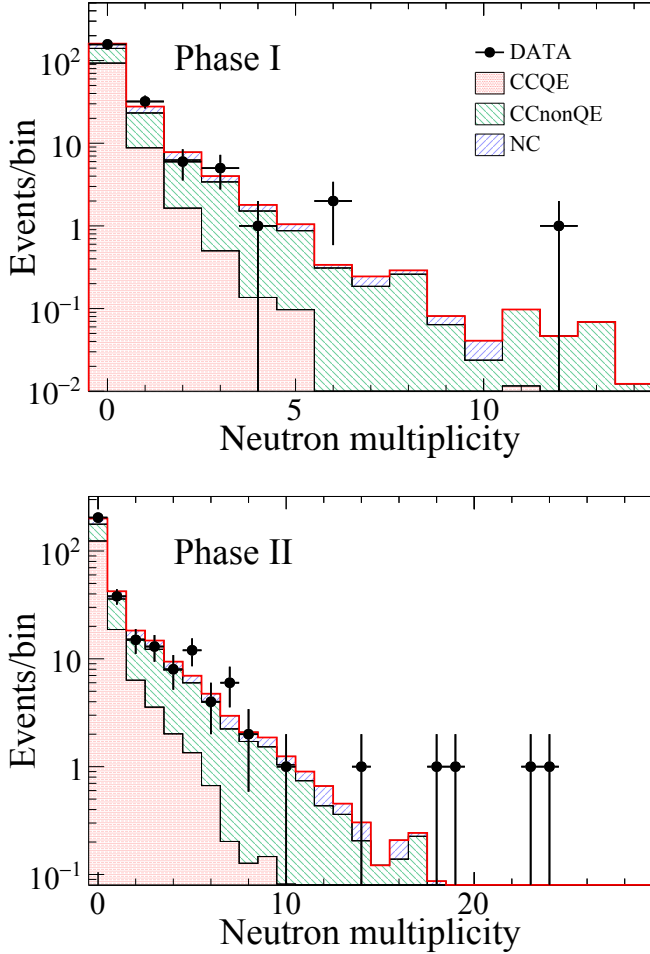 Phase I
DATA
CCQE
CCnonQE
NC
Events/bin
10²
10
1
10⁻¹
10⁻²
0 5 10
Neutron multiplicity
Phase II
Events/bin
10²
10
1
10⁻¹
0 10 20
Neutron multiplicity